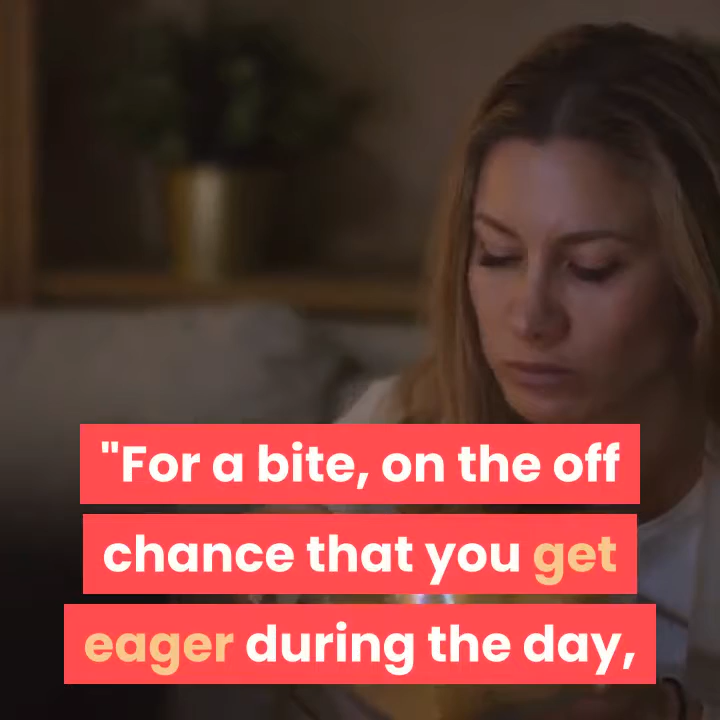 "For a bite, on the off
chance that you get
eager during the day,